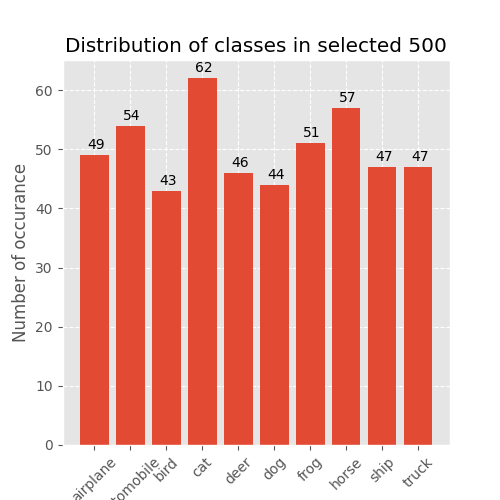 Distribution of classes in selected 500
Number of occurance
60
50
40
30
20
10
0
49
54
43
62
46
44
51
57
47
47
airplane
tomobile
bird
cat
deer
dog
frog
horse
ship
truck